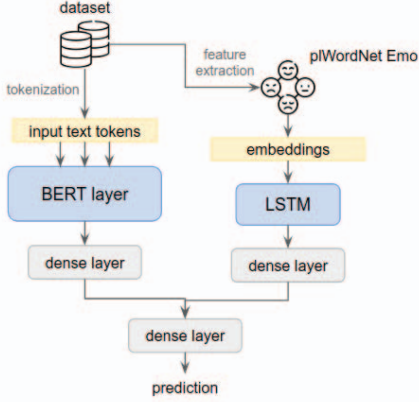 dataset
plWordNet Emo
feature
extraction
tokenization
input text tokens
embeddings
BERT layer
LSTM
dense layer
dense layer
dense layer
prediction